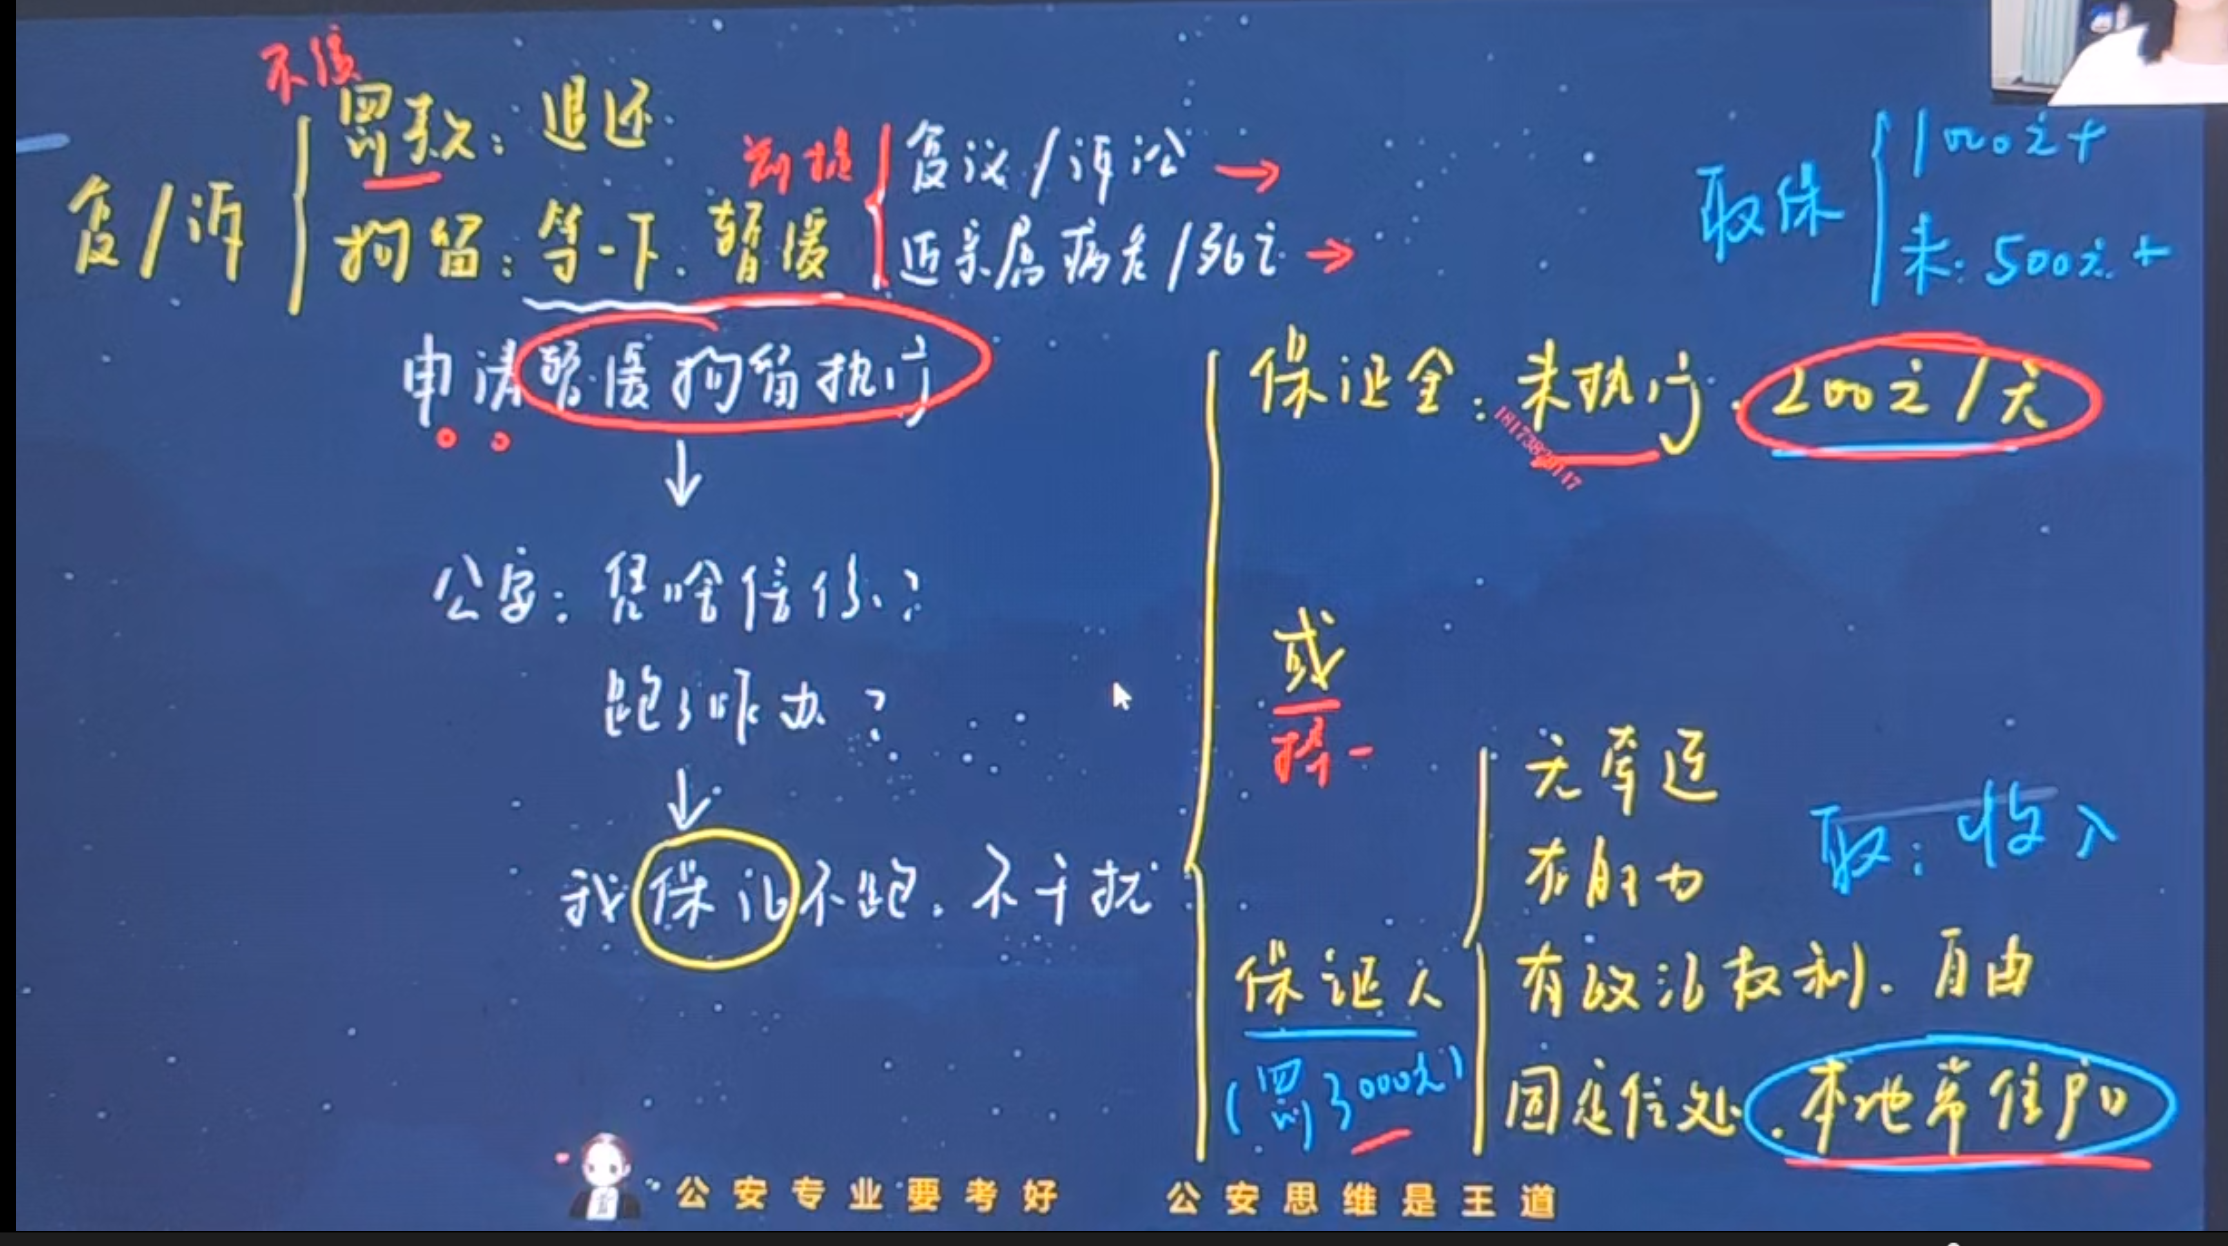 不缓
罚款：退还
复/诉
拘留：等一下、暂缓
前提
复议/诉讼 →
近亲属病危/
→
取保
1000元+
未：500元+
申请暂缓拘留执行
保证金：未执行、200元/天
18173820147
公安：凭啥信你？
跑了咋办？
或
择一
我保证不跑、不干扰
保证人
(罚3000元)
无牵连
有能力
取：收入
有政治权利、自由
固定住处、本地常住户口
公安专业要考好 公安思维是王道